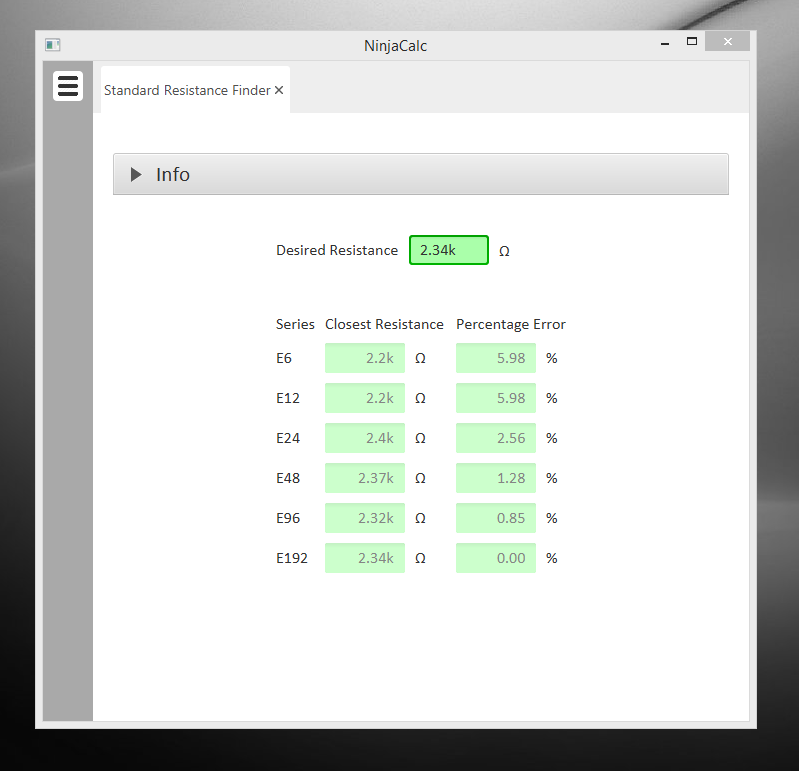 NinjaCalc
Standard Resistance Finder ✕
Info
Desired Resistance 2.34k Ω
Series Closest Resistance Percentage Error
E6 2.2k Ω 5.98 %
E12 2.2k Ω 5.98 %
E24 2.4k Ω 2.56 %
E48 2.37k Ω 1.28 %
E96 2.32k Ω 0.85 %
E192 2.34k Ω 0.00 %